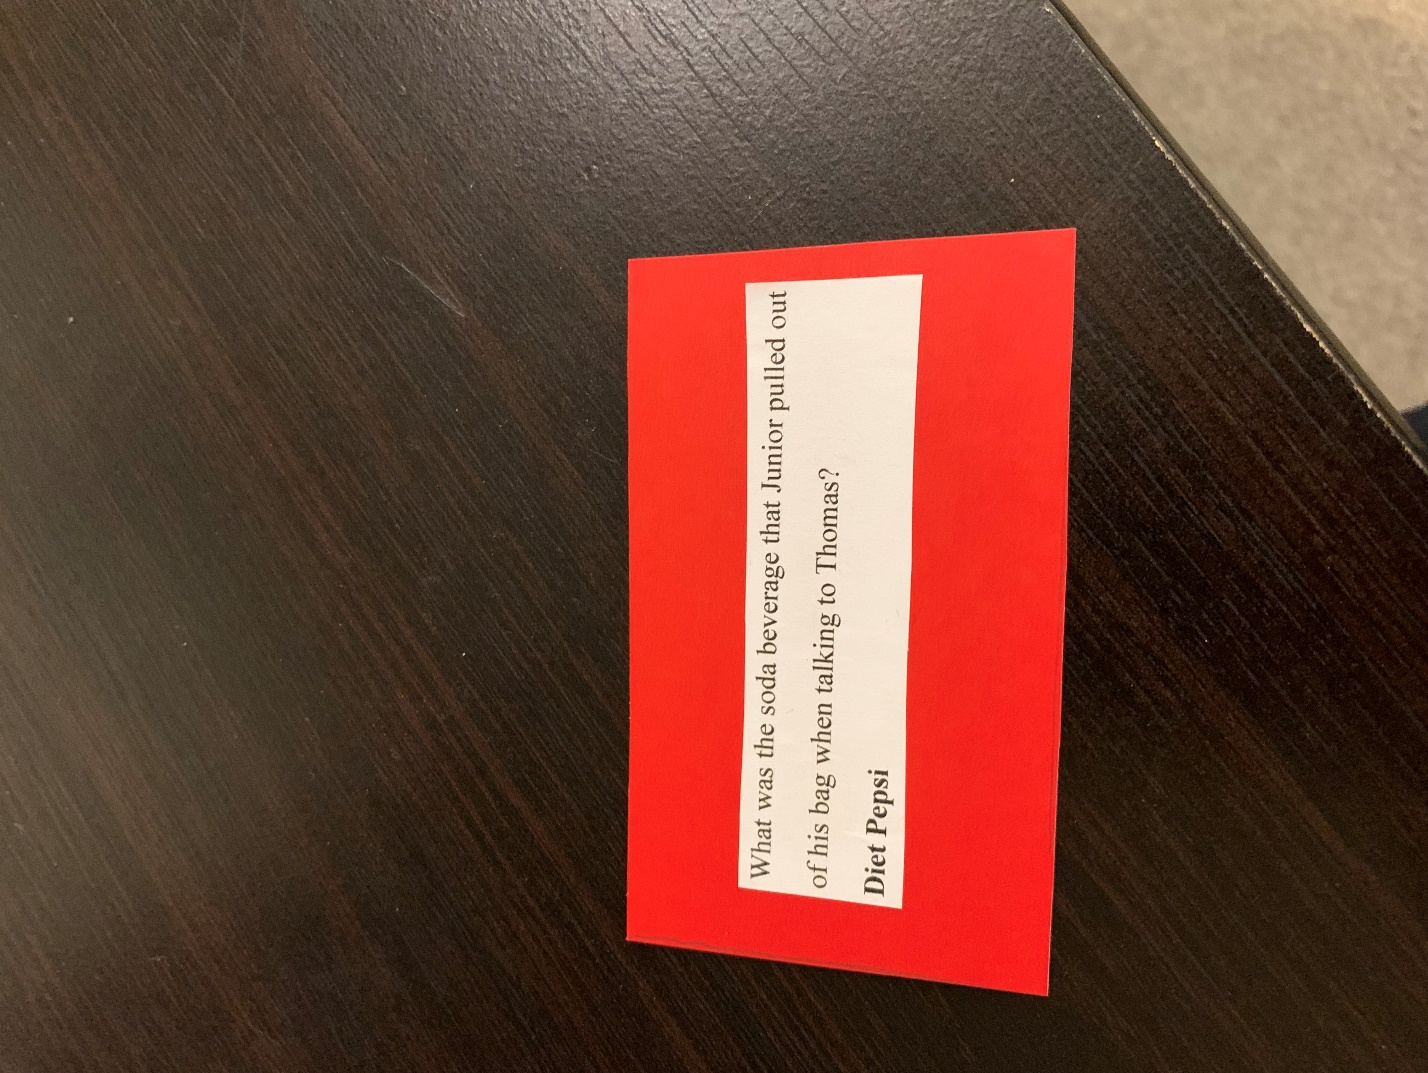 What was the soda beverage that Junior pulled out
of his bag when talking to Thomas?
Diet Pepsi